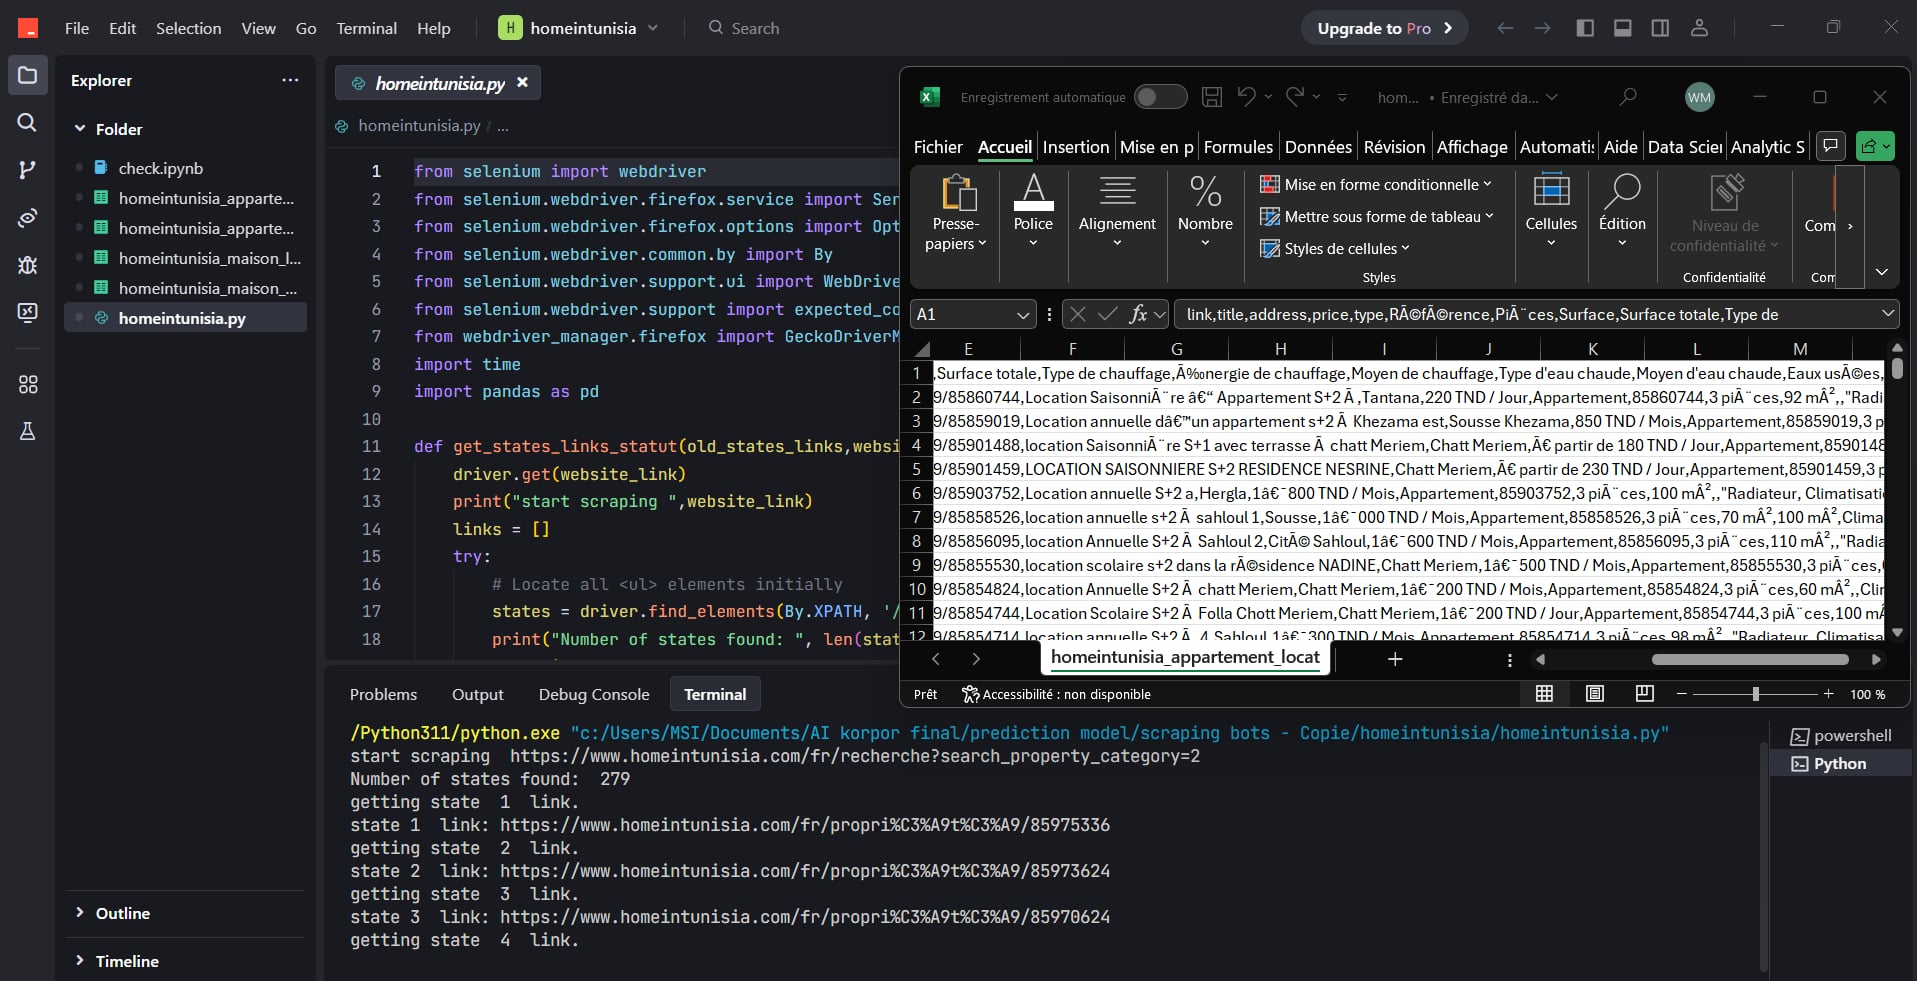 File Edit Selection View Go Terminal Help H homeintunisia Search Upgrade to Pro
Explorer
Folder
check.ipynb
homeintunisia_apparte...
homeintunisia_apparte...
homeintunisia_maison_l...
homeintunisia_maison_...
homeintunisia.py
Outline
Timeline
homeintunisia.py
homeintunisia.py / ...
1 from selenium import webdriver
2 from selenium.webdriver.firefox.service import Ser
3 from selenium.webdriver.firefox.options import Opt
4 from selenium.webdriver.common.by import By
5 from selenium.webdriver.support.ui import WebDrive
6 from selenium.webdriver.support import expected_co
7 from webdriver_manager.firefox import GeckoDriverM
8 import time
9 import pandas as pd
10
11 def get_states_links_statut(old_states_links,websi
12 driver.get(website_link)
13 print("start scraping ",website_link)
14 links = []
15 try:
16 # Locate all <ul> elements initially
17 states = driver.find_elements(By.XPATH, '/
18 print("Number of states found: ", len(stat
Enregistrement automatique hom... • Enregistré da... WM
Fichier Accueil Insertion Mise en p Formules Données Révision Affichage Automatis Aide Data Scien Analytic S
Presse-papiers
Police
Alignement
Nombre
Mise en forme conditionnelle
Mettre sous forme de tableau
Styles de cellules
Styles
Cellules
Édition
Niveau de confidentialité
Confidentialité
Com
Com
A1 fx link,title,address,price,type,RÃ©fÃ©rence,PiÃ¨ces,Surface,Surface totale,Type de
E F G H I J K L M
1 ,Surface totale,Type de chauffage,Ã‰nergie de chauffage,Moyen de chauffage,Type d'eau chaude,Moyen d'eau chaude,Eaux usÃ©es,
2 9/85860744,Location SaisonniÃ¨re â€“ Appartement S+2 Ã ,Tantana,220 TND / Jour,Appartement,85860744,3 piÃ¨ces,92 mÂ²,,"Radi
3 9/85859019,Location annuelle dâ€™un appartement s+2 Ã Khezama est,Sousse Khezama,850 TND / Mois,Appartement,85859019,3 p
4 9/85901488,location SaisonniÃ¨re S+1 avec terrasse Ã chatt Meriem,Chatt Meriem,Ã€ partir de 180 TND / Jour,Appartement,8590148
5 9/85901459,LOCATION SAISONNIERE S+2 RESIDENCE NESRINE,Chatt Meriem,Ã€ partir de 230 TND / Jour,Appartement,85901459,3 p
6 9/85903752,Location annuelle S+2 a,Hergla,1â€¯800 TND / Mois,Appartement,85903752,3 piÃ¨ces,100 mÂ²,,"Radiateur, Climatisati
7 9/85858526,location annuelle s+2 Ã sahloul 1,Sousse,1â€¯000 TND / Mois,Appartement,85858526,3 piÃ¨ces,70 mÂ²,100 mÂ²,Clima
8 9/85856095,location Annuelle S+2 Ã Sahloul 2,CitÃ© Sahloul,1â€¯600 TND / Mois,Appartement,85856095,3 piÃ¨ces,110 mÂ²,,"Radia
9 9/85855530,location scolaire s+2 dans la rÃ©sidence NADINE,Chatt Meriem,1â€¯500 TND / Mois,Appartement,85855530,3 piÃ¨ces,
10 9/85854824,location Annuelle S+2 Ã chatt Meriem,Chatt Meriem,1â€¯200 TND / Mois,Appartement,85854824,3 piÃ¨ces,60 mÂ²,,Clin
11 9/85854744,Location Scolaire S+2 Ã Folla Chott Meriem,Chatt Meriem,1â€¯200 TND / Jour,Appartement,85854744,3 piÃ¨ces,100 m
12 9/85854714,location annuelle S+2 Ã 4,Sahloul,1â€¯300 TND / Mois,Appartement,85854714,3 piÃ¨ces,98 mÂ²,,"Radiateur, Climatisa
homeintunisia_appartement_locat
Prêt Accessibilité : non disponible 100 %
Problems Output Debug Console Terminal
/Python311/python.exe "c:/Users/MSI/Documents/AI korpor final/prediction model/scraping bots - Copie/homeintunisia/homeintunisia.py"
start scraping https://www.homeintunisia.com/fr/recherche?search_property_category=2
Number of states found: 279
getting state 1 link.
state 1 link: https://www.homeintunisia.com/fr/propri%C3%A9t%C3%A9/85975336
getting state 2 link.
state 2 link: https://www.homeintunisia.com/fr/propri%C3%A9t%C3%A9/85973624
getting state 3 link.
state 3 link: https://www.homeintunisia.com/fr/propri%C3%A9t%C3%A9/85970624
getting state 4 link.
powershell
Python